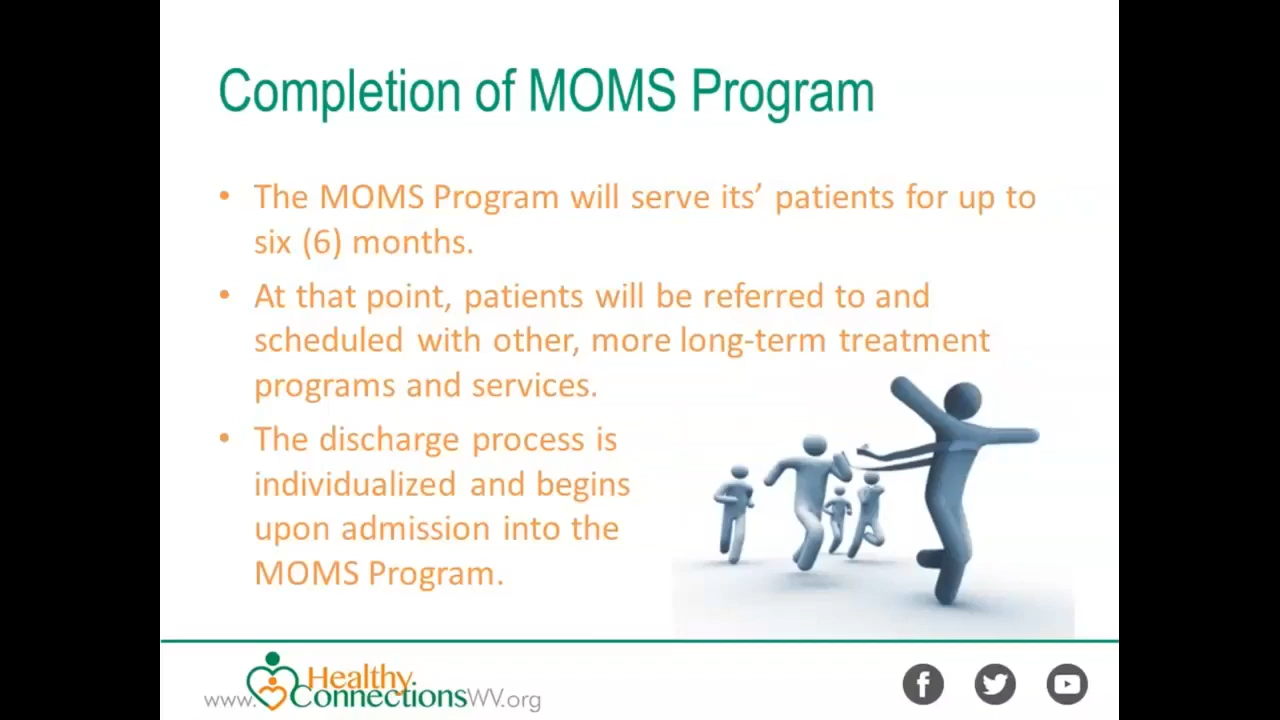 Completion of MOMS Program
• The MOMS Program will serve its’ patients for up to
six (6) months.
• At that point, patients will be referred to and
scheduled with other, more long-term treatment
programs and services.
• The discharge process is
individualized and begins
upon admission into the
MOMS Program.
Healthy
www.ConnectionsWV.org